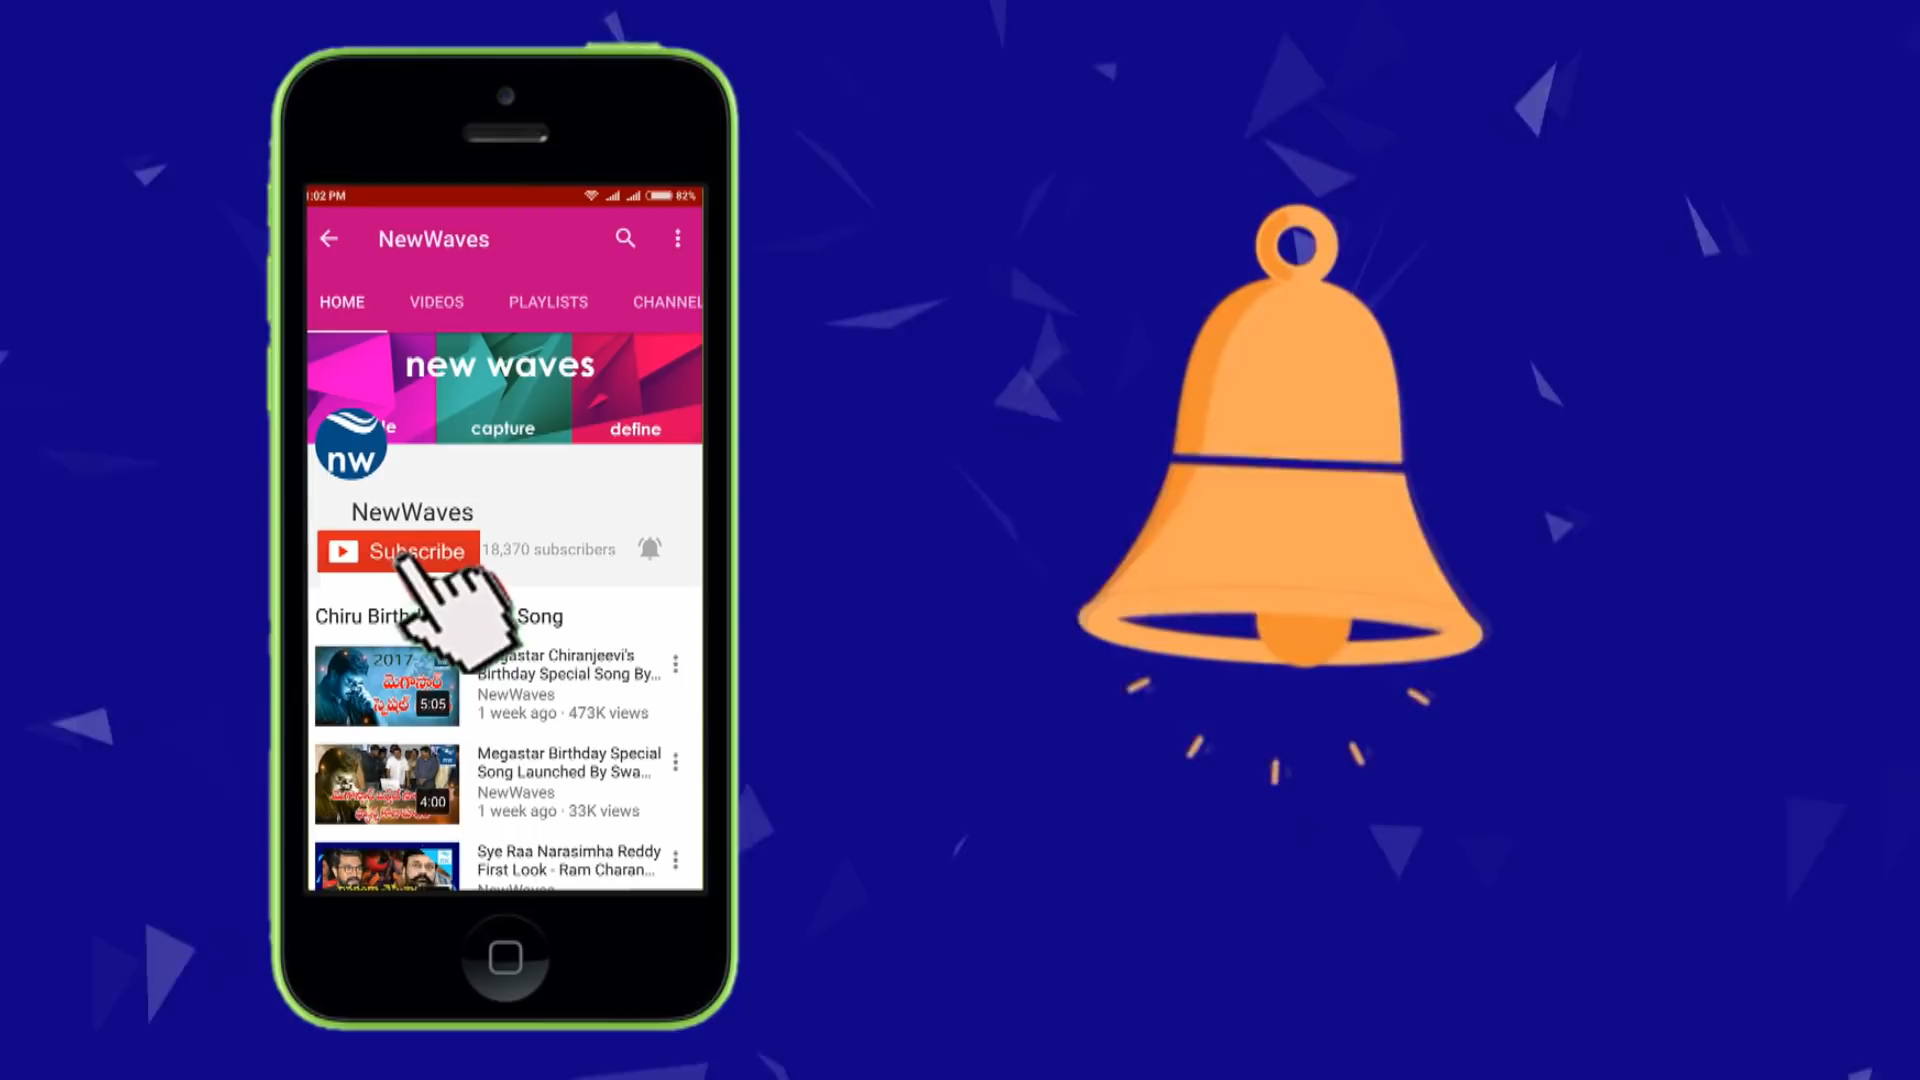 1:02 PM
82%
NewWaves
HOME VIDEOS PLAYLISTS CHANNEL
new waves
capture define
nw
NewWaves
Subscribe 18,370 subscribers
Chiru Song
2017
మెగాస్టార్
స్పెషల్
5:05
Chiranjeevi's
Birthday Special Song By...
NewWaves
1 week ago · 473K views
4:00
Megastar Birthday Special
Song Launched By Swa...
NewWaves
1 week ago · 33K views
Sye Raa Narasimha Reddy
First Look - Ram Charan...
NewWaves